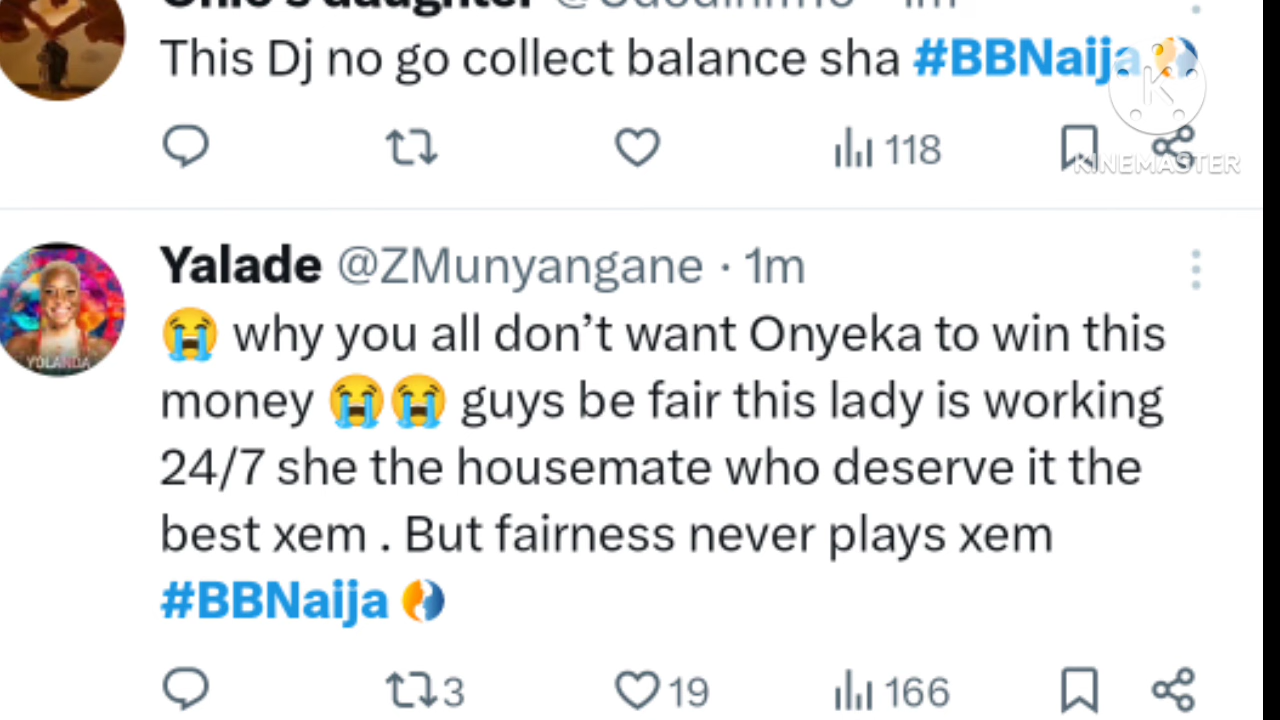 This Dj no go collect balance sha #BBNaija
118
KINEMASTER
Yalade @ZMunyangane · 1m
YOLANDA
😭 why you all don’t want Onyeka to win this
money 😭😭 guys be fair this lady is working
24/7 she the housemate who deserve it the
best xem . But fairness never plays xem
#BBNaija
3 19 166